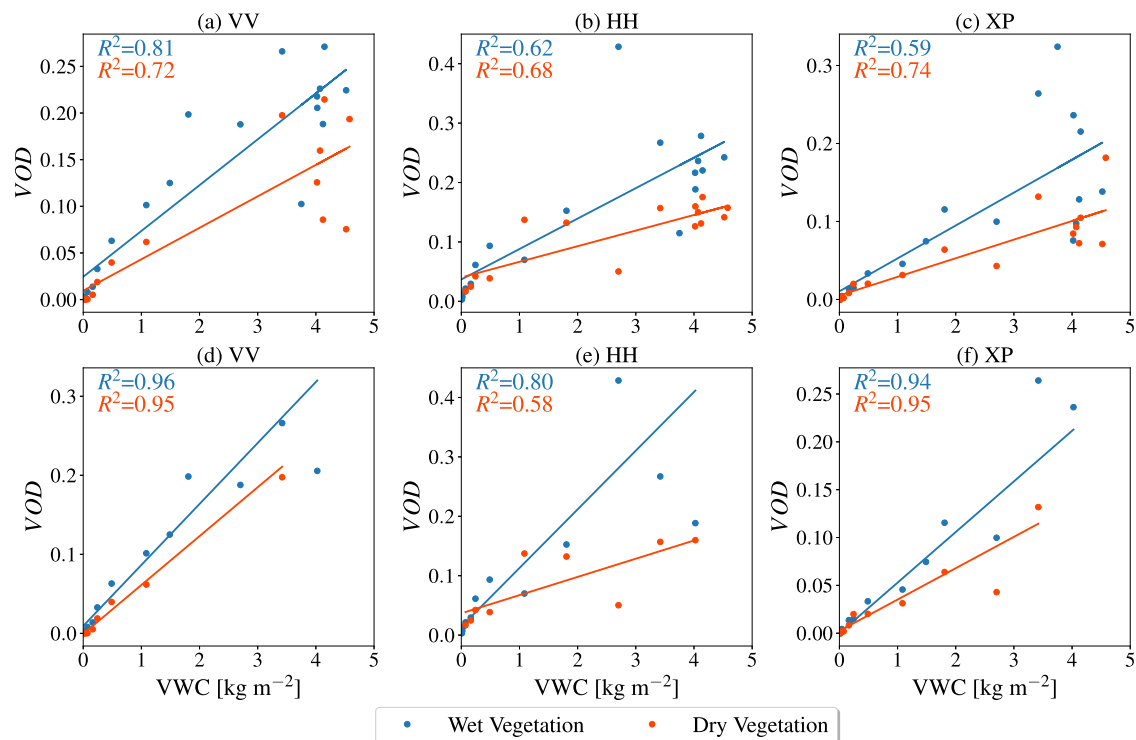 (a) VV
(b) HH
(c) XP
R²=0.81
R²=0.72
R²=0.62
R²=0.68
R²=0.59
R²=0.74
VOD
0.25
0.20
0.15
0.10
0.05
0.00
0 1 2 3 4 5
VOD
0.4
0.3
0.2
0.1
0.0
0 1 2 3 4 5
VOD
0.3
0.2
0.1
0.0
0 1 2 3 4 5
(d) VV
(e) HH
(f) XP
R²=0.96
R²=0.95
R²=0.80
R²=0.58
R²=0.94
R²=0.95
VOD
0.3
0.2
0.1
0.0
0 1 2 3 4 5
VWC [kg m⁻²]
VOD
0.4
0.3
0.2
0.1
0.0
0 1 2 3 4 5
VWC [kg m⁻²]
VOD
0.25
0.20
0.15
0.10
0.05
0.00
0 1 2 3 4 5
VWC [kg m⁻²]
Wet Vegetation Dry Vegetation